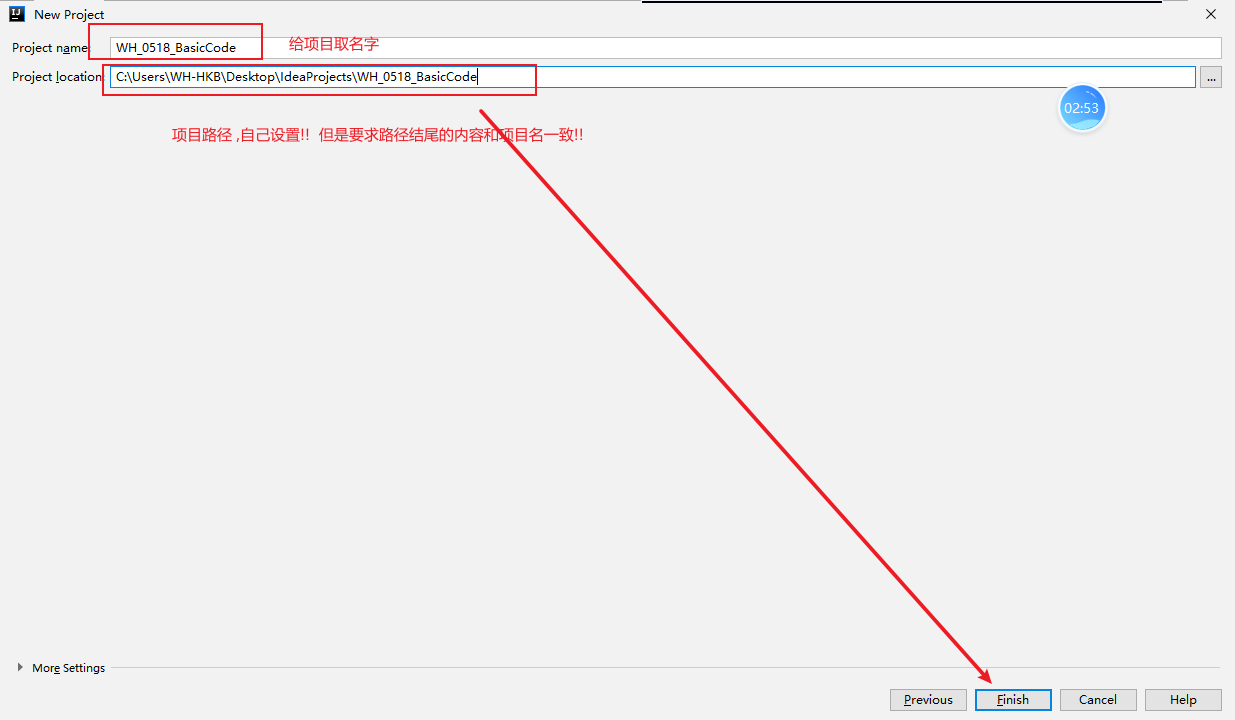 New Project
Project name: WH_0518_BasicCode 给项目取名字
Project location: C:\Users\WH-HKB\Desktop\IdeaProjects\WH_0518_BasicCode ...
02:53
项目路径 ,自己设置!! 但是要求路径结尾的内容和项目名一致!!
More Settings
Previous Finish Cancel Help